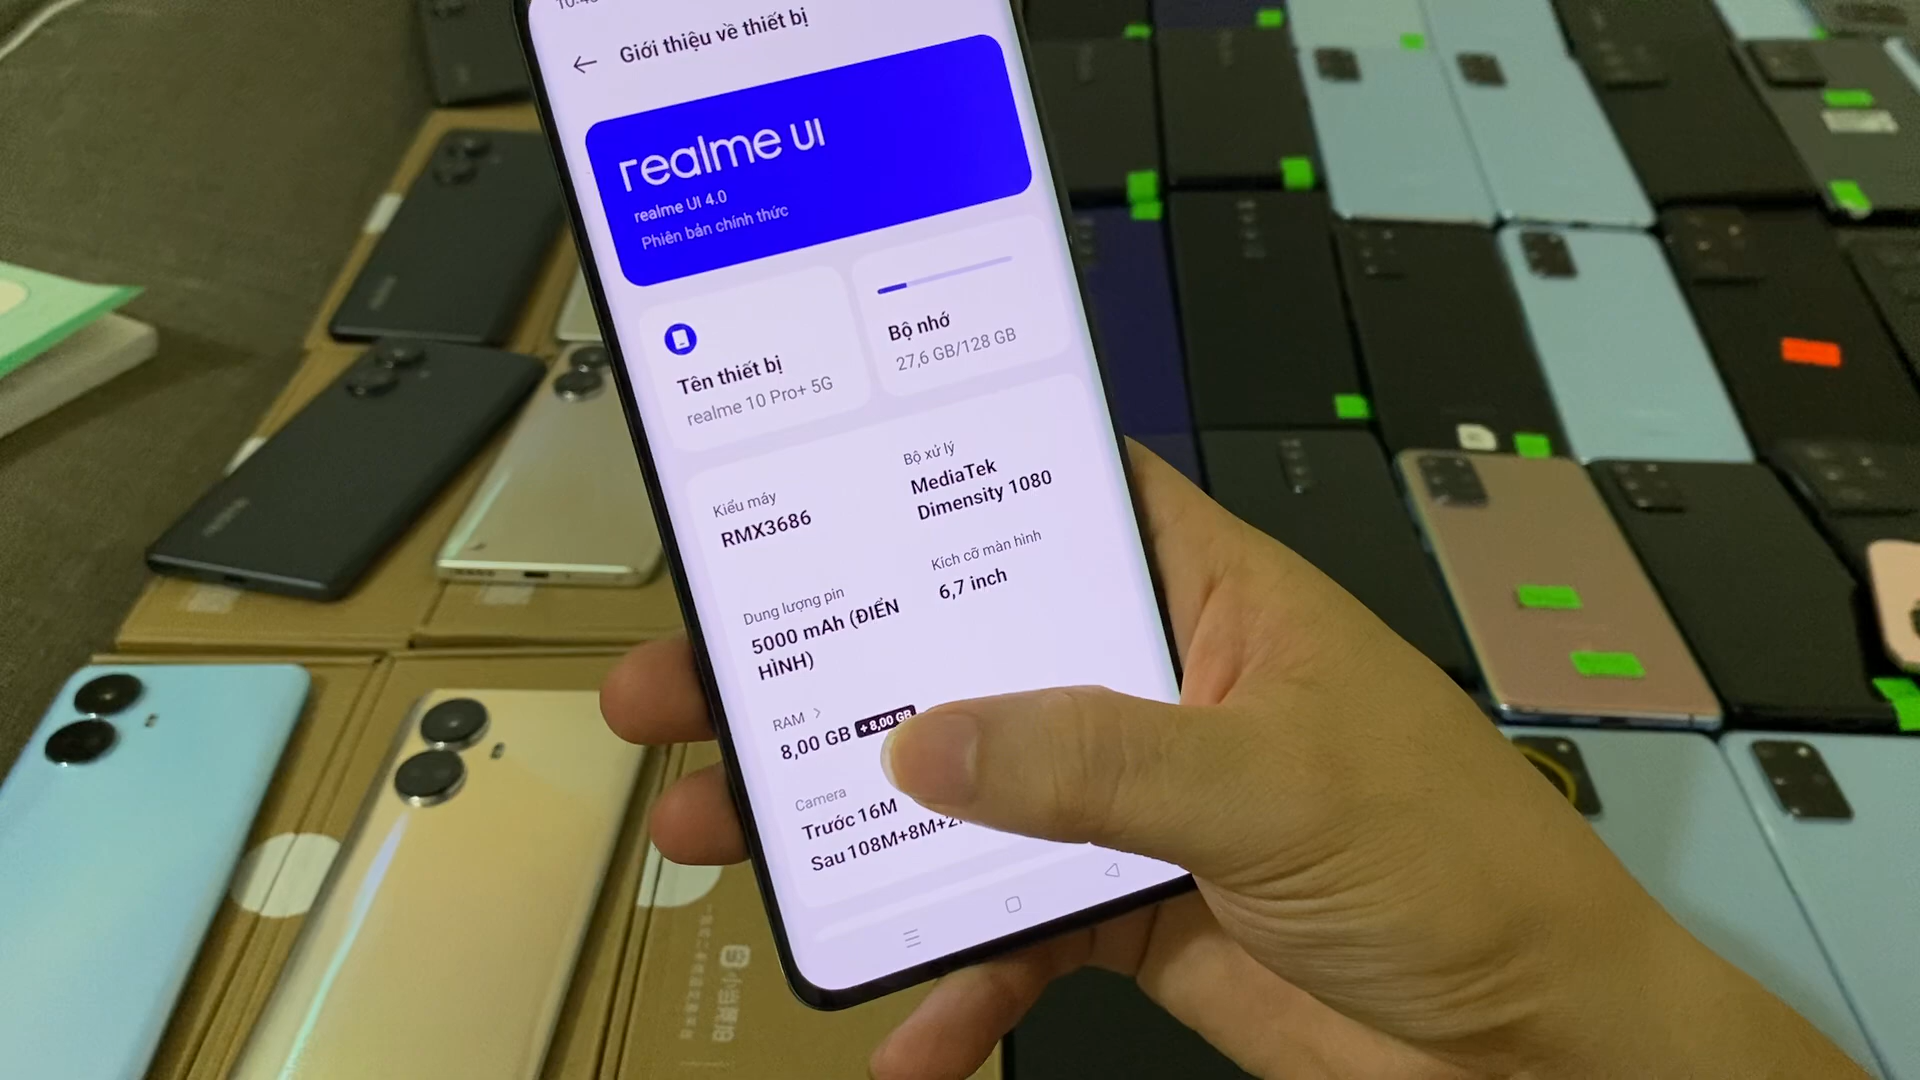 Giới thiệu về thiết bị
realme UI
realme UI 4.0
Phiên bản chính thức
Tên thiết bị
realme 10 Pro+ 5G
Bộ nhớ
27,6 GB/128 GB
Kiểu máy
RMX3686
Bộ xử lý
MediaTek
Dimensity 1080
Dung lượng pin
5000 mAh (ĐIỂN
HÌNH)
Kích cỡ màn hình
6,7 inch
RAM
8,00 GB + 8,00 GB
Camera
Trước 16M
Sau 108M+8M+2